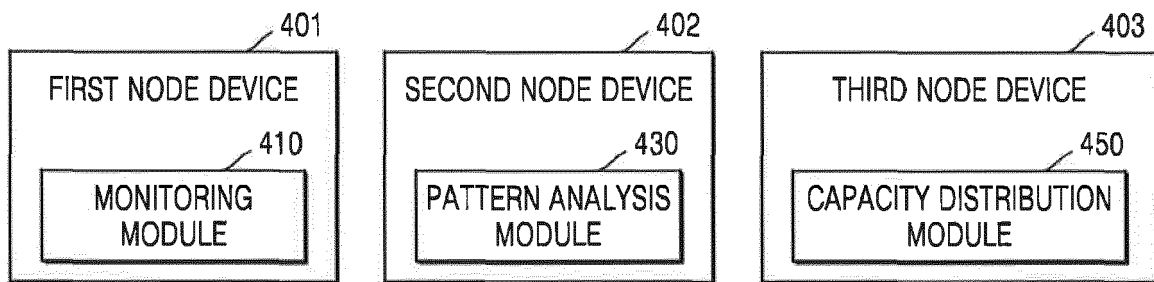 401
FIRST NODE DEVICE
410
MONITORING
MODULE
402
SECOND NODE DEVICE
430
PATTERN ANALYSIS
MODULE
403
THIRD NODE DEVICE
450
CAPACITY DISTRIBUTION
MODULE